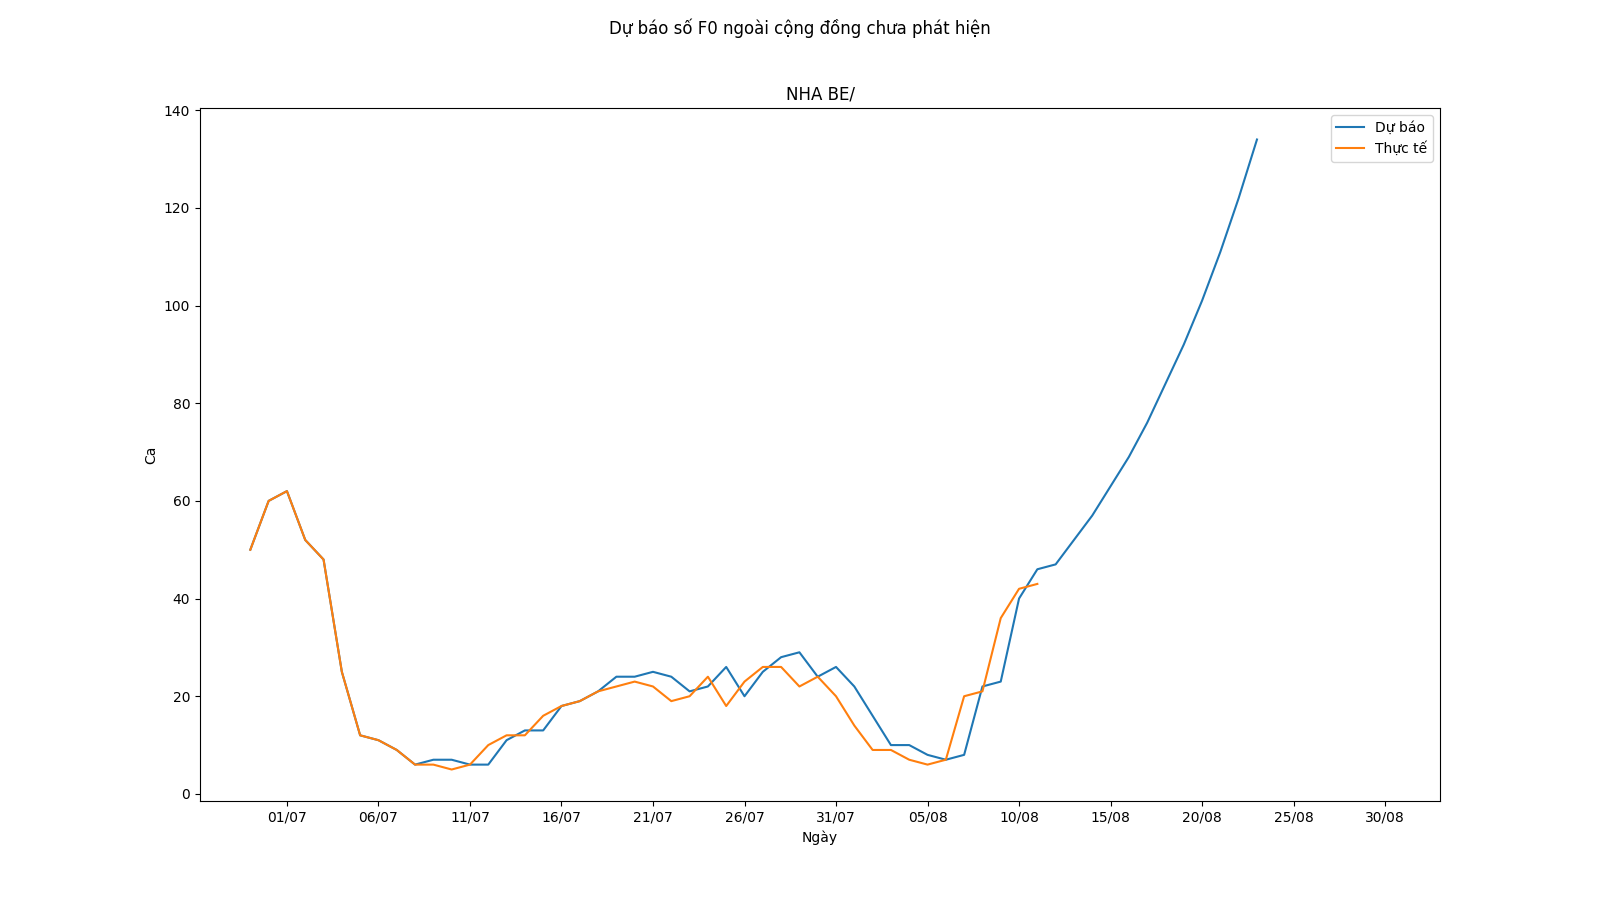 Dự báo số F0 ngoài cộng đồng chưa phát hiện
NHA BE/
140
120
100
80
60
40
20
0
Ca
Dự báo
Thực tế
01/07 06/07 11/07 16/07 21/07 26/07 31/07 05/08 10/08 15/08 20/08 25/08 30/08
Ngày